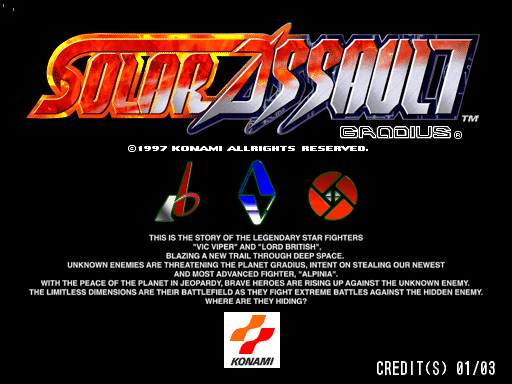 SOLAR ASSAULT™
GRADIUS®
©1997 KONAMI ALLRIGHTS RESERVED.
THIS IS THE STORY OF THE LEGENDARY STAR FIGHTERS
"VIC VIPER" AND "LORD BRITISH",
BLAZING A NEW TRAIL THROUGH DEEP SPACE.
UNKNOWN ENEMIES ARE THREATENING THE PLANET GRADIUS, INTENT ON STEALING OUR NEWEST
AND MOST ADVANCED FIGHTER, "ALPINIA".
WITH THE PEACE OF THE PLANET IN JEOPARDY, BRAVE HEROES ARE RISING UP AGAINST THE UNKNOWN ENEMY.
THE LIMITLESS DIMENSIONS ARE THEIR BATTLEFIELD AS THEY FIGHT EXTREME BATTLES AGAINST THE HIDDEN ENEMY.
WHERE ARE THEY HIDING?
KONAMI
CREDIT(S) 01/03